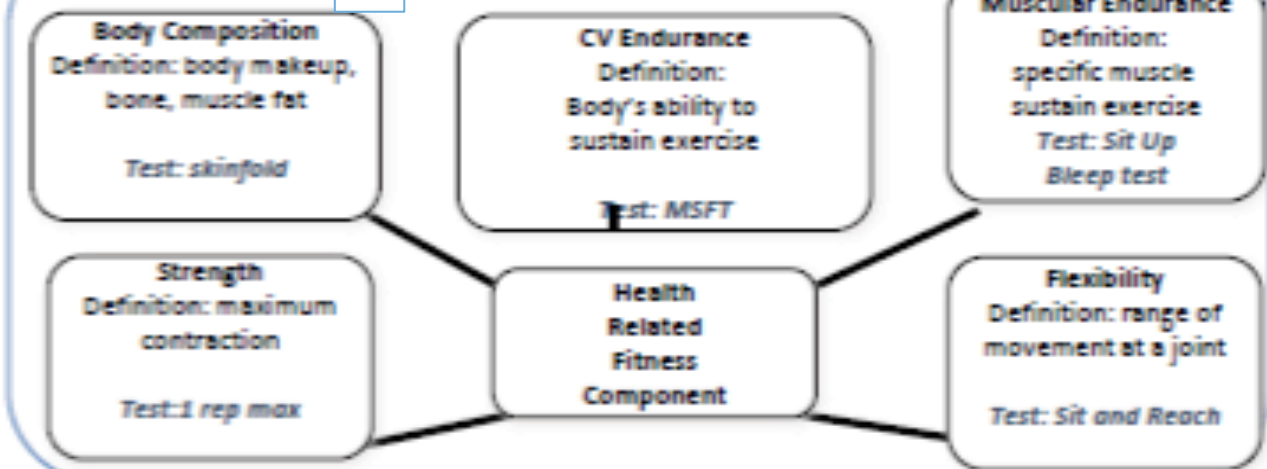 Body Composition
Definition: body makeup,
bone, muscle fat
Test: skinfold
CV Endurance
Definition:
Body's ability to
sustain exercise
Test: MSFT
Muscular Endurance
Definition:
specific muscle
sustain exercise
Test: Sit Up
Bleep test
Strength
Definition: maximum
contraction
Test:1 rep max
Health
Related
Fitness
Component
Flexibility
Definition: range of
movement at a joint
Test: Sit and Reach